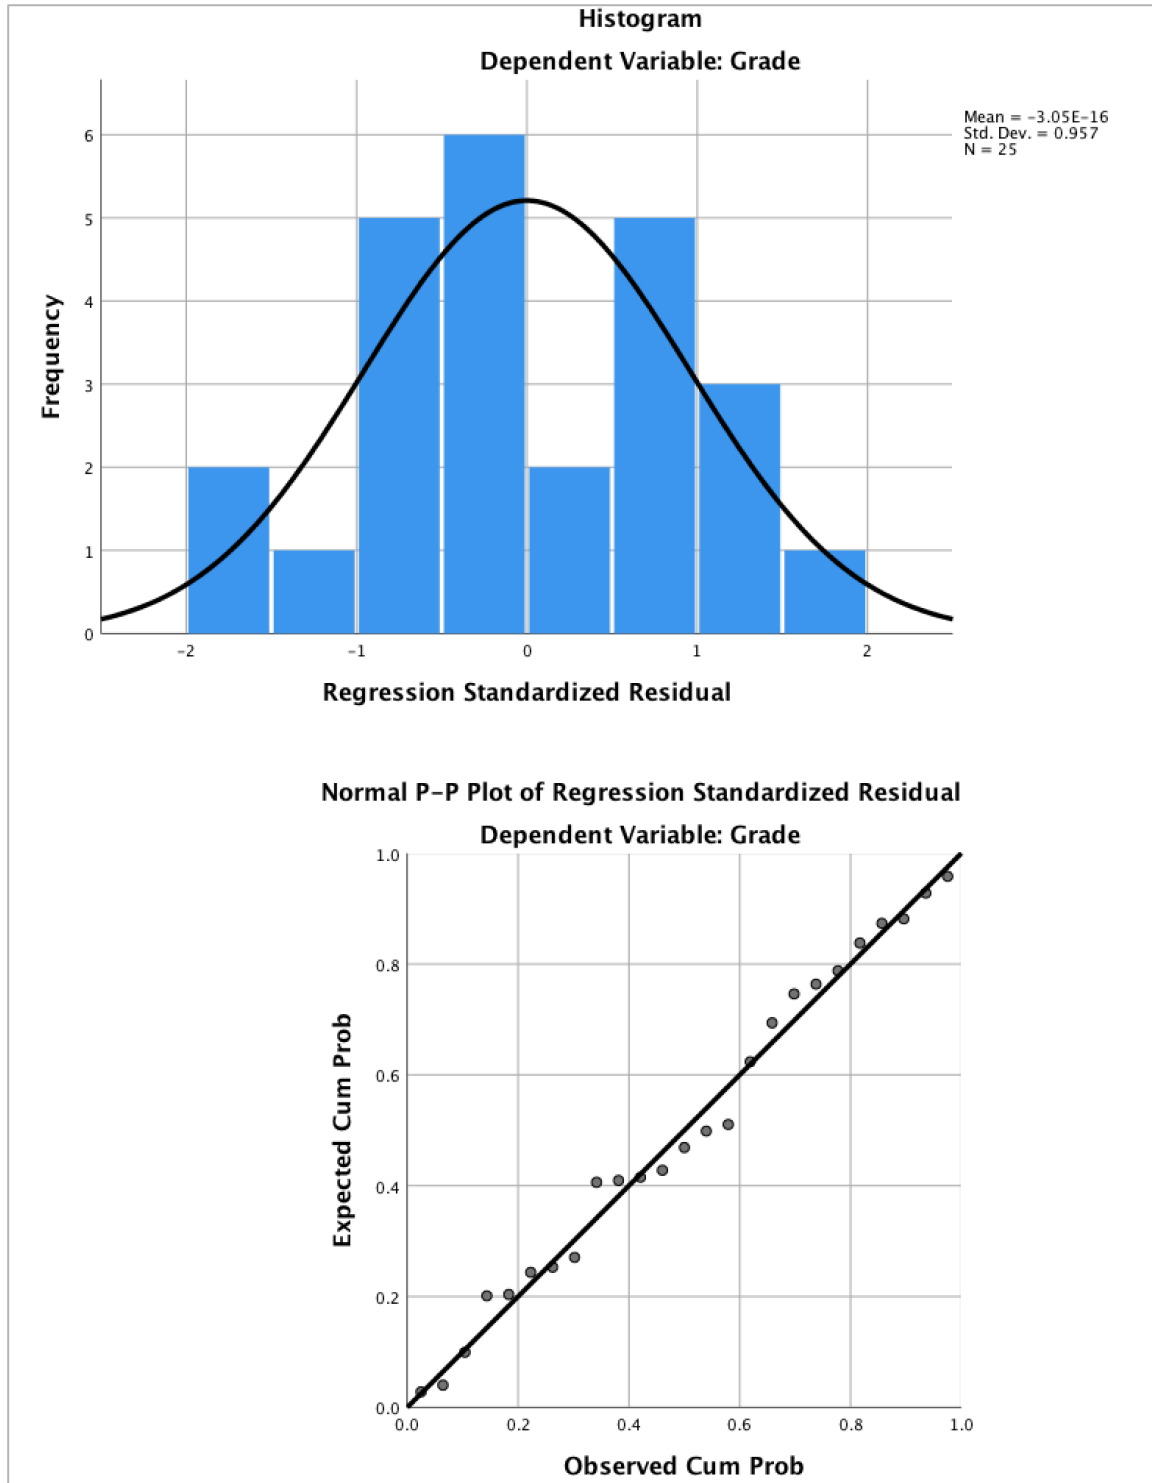 Histogram
Dependent Variable: Grade
Mean = -3.05E-16
Std. Dev. = 0.957
N = 25
Frequency
6
5
4
3
2
1
0
-2
-1
0
1
2
Regression Standardized Residual
Normal P-P Plot of Regression Standardized Residual
Dependent Variable: Grade
Expected Cum Prob
1.0
0.8
0.6
0.4
0.2
0.0
0.0
0.2
0.4
0.6
0.8
1.0
Observed Cum Prob